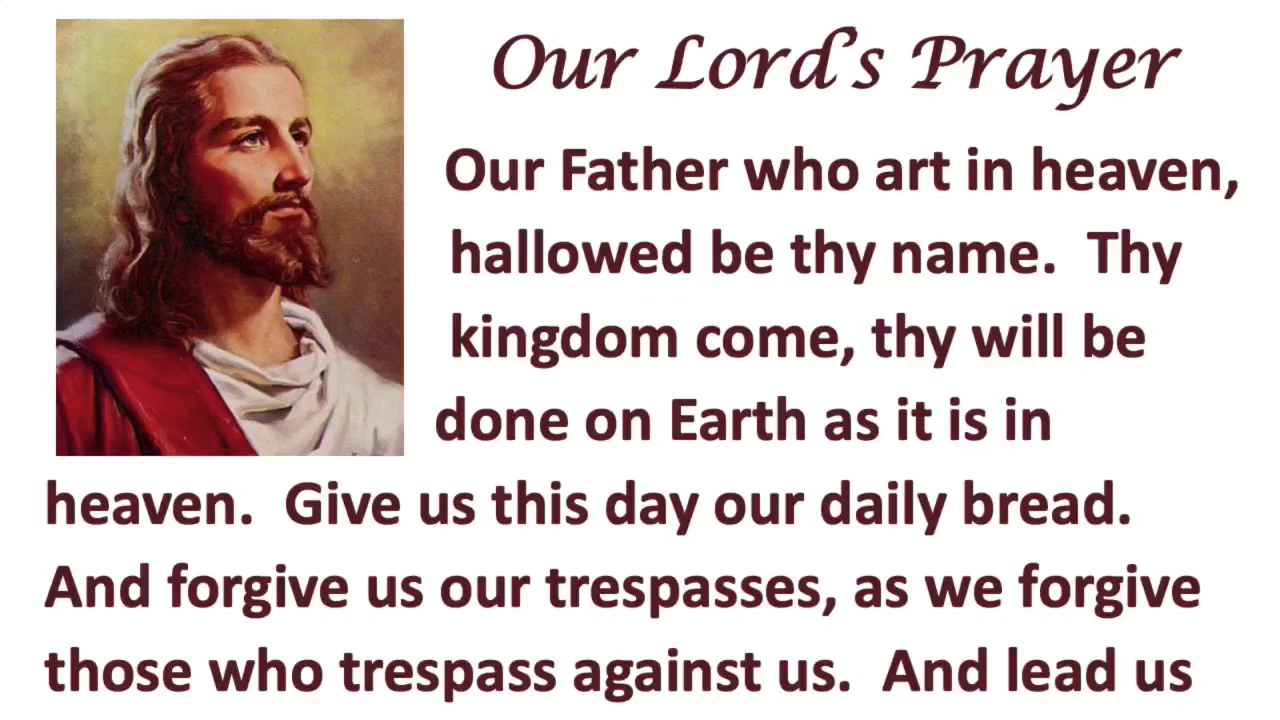 Our Lord's Prayer
Our Father who art in heaven,
hallowed be thy name.  Thy
kingdom come, thy will be
done on Earth as it is in
heaven.  Give us this day our daily bread.
And forgive us our trespasses, as we forgive
those who trespass against us.  And lead us